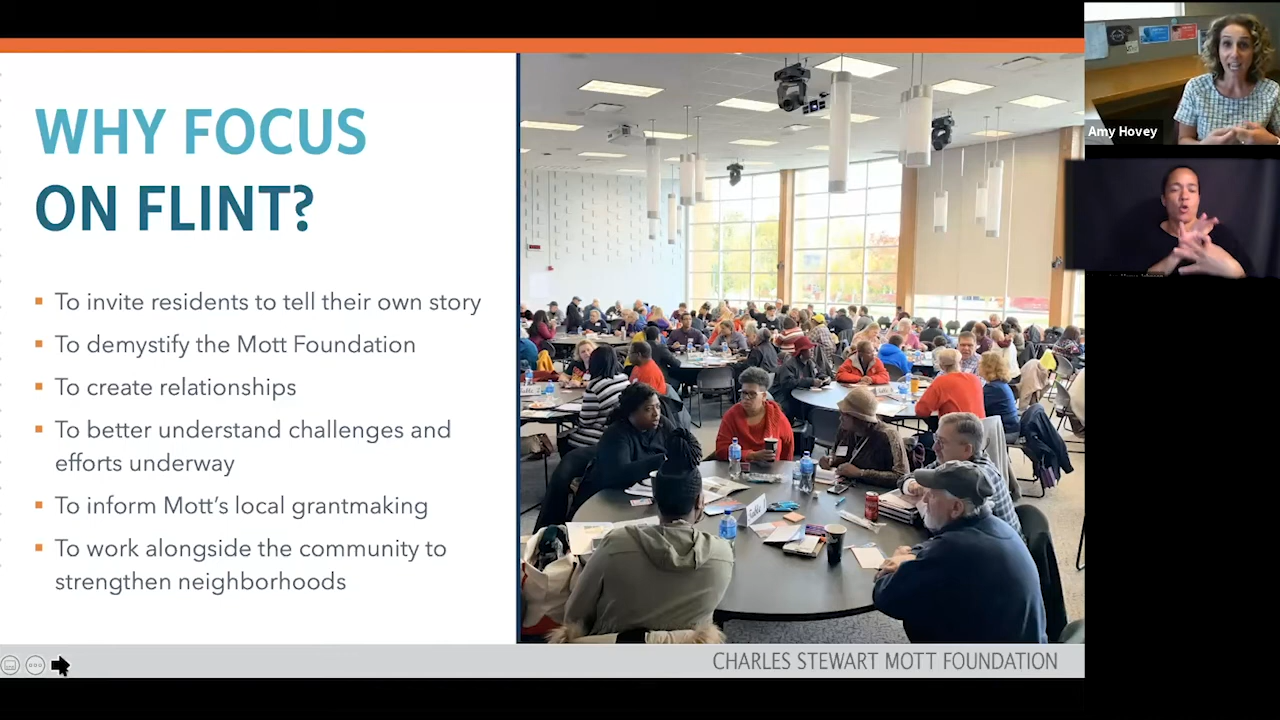 WHY FOCUS
ON FLINT?
To invite residents to tell their own story
To demystify the Mott Foundation
To create relationships
To better understand challenges and
efforts underway
To inform Mott's local grantmaking
To work alongside the community to
strengthen neighborhoods
CHARLES STEWART MOTT FOUNDATION
Amy Hovey